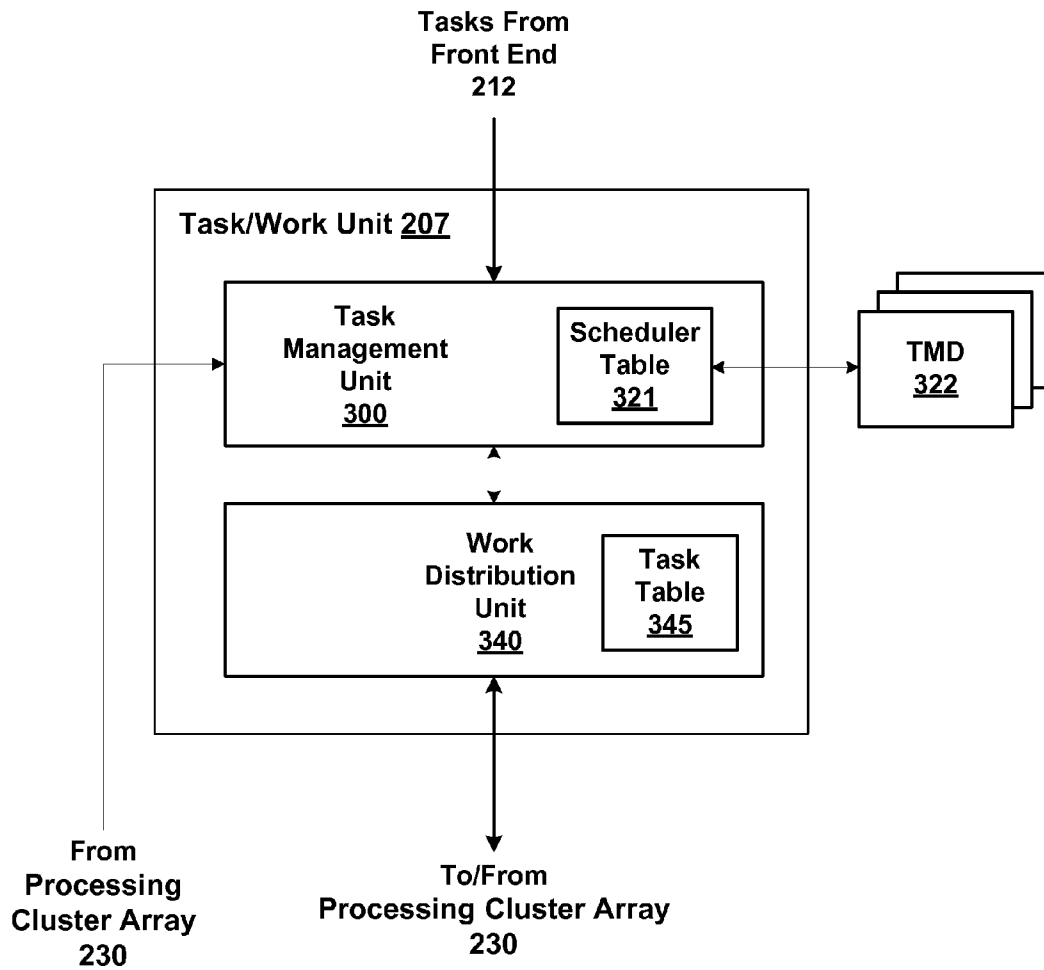 Tasks From
Front End
212
Task/Work Unit 207
Task
Management
Unit
300
Scheduler
Table
321
TMD
322
Work
Distribution
Unit
340
Task
Table
345
From
Processing
Cluster Array
230
To/From
Processing Cluster Array
230